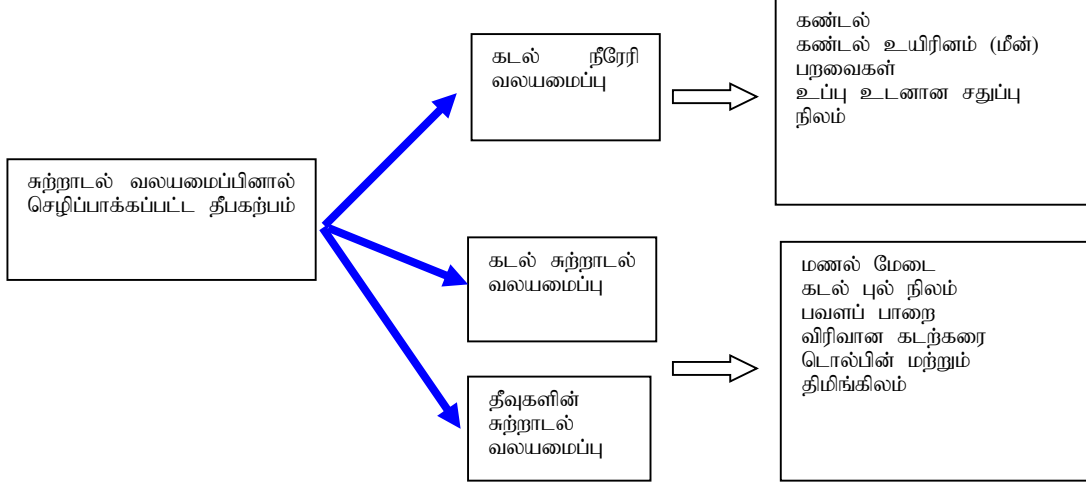 சுற்றாடல் வலயமைப்பினால்
செழிப்பாக்கப்பட்ட தீபகற்பம்
கடல் நீரேரி
வலயமைப்பு
கண்டல்
கண்டல் உயிரினம் (மீன்)
பறவைகள்
உப்பு உடனான சதுப்பு
நிலம்
கடல் சுற்றாடல்
வலயமைப்பு
தீவுகளின்
சுற்றாடல்
வலயமைப்பு
மணல் மேடை
கடல் புல் நிலம்
பவளப் பாறை
விரிவான கடற்கரை
டொல்பின் மற்றும்
திமிங்கிலம்